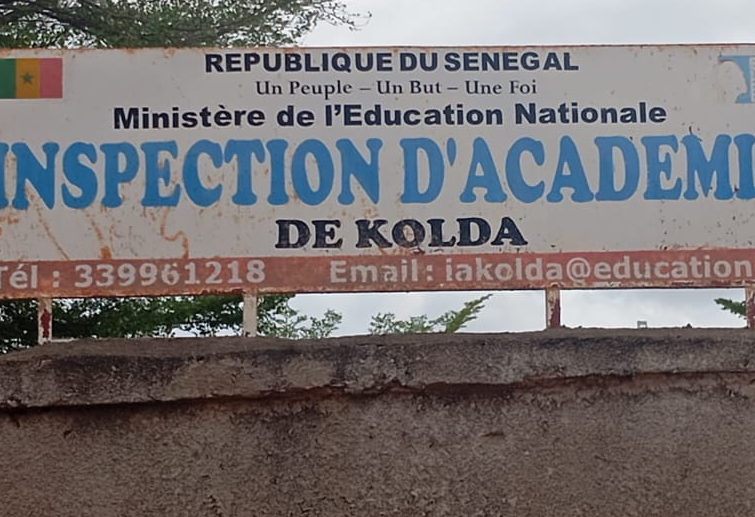 REPUBLIQUE DU SENEGAL
Un Peuple – Un But – Une Foi
Ministère de l'Education Nationale
INSPECTION D'ACADEMI
DE KOLDA
Tél : 339961218 Email : iakolda@education